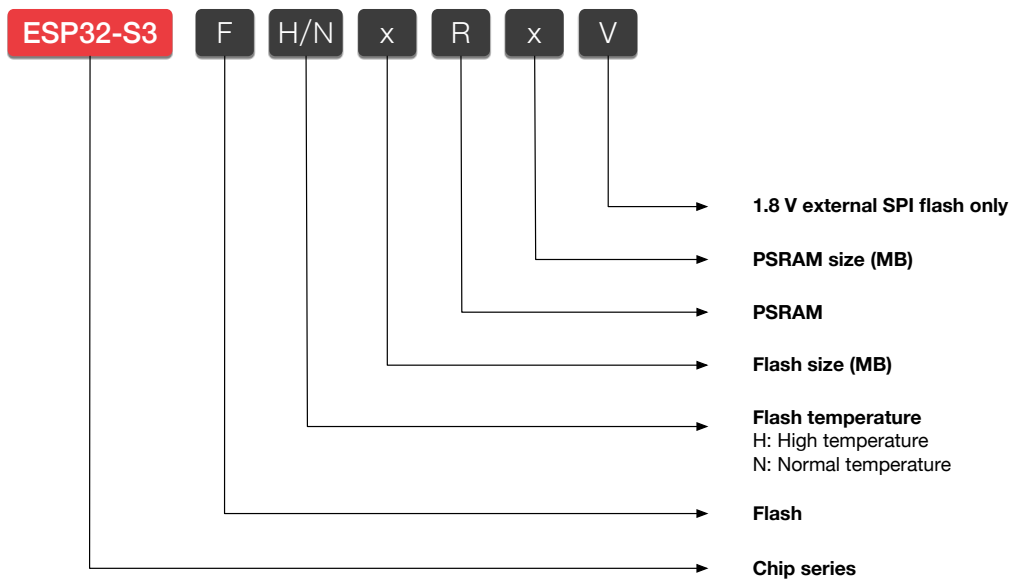 ESP32-S3 F H/N x R x V
1.8 V external SPI flash only
PSRAM size (MB)
PSRAM
Flash size (MB)
Flash temperature
H: High temperature
N: Normal temperature
Flash
Chip series